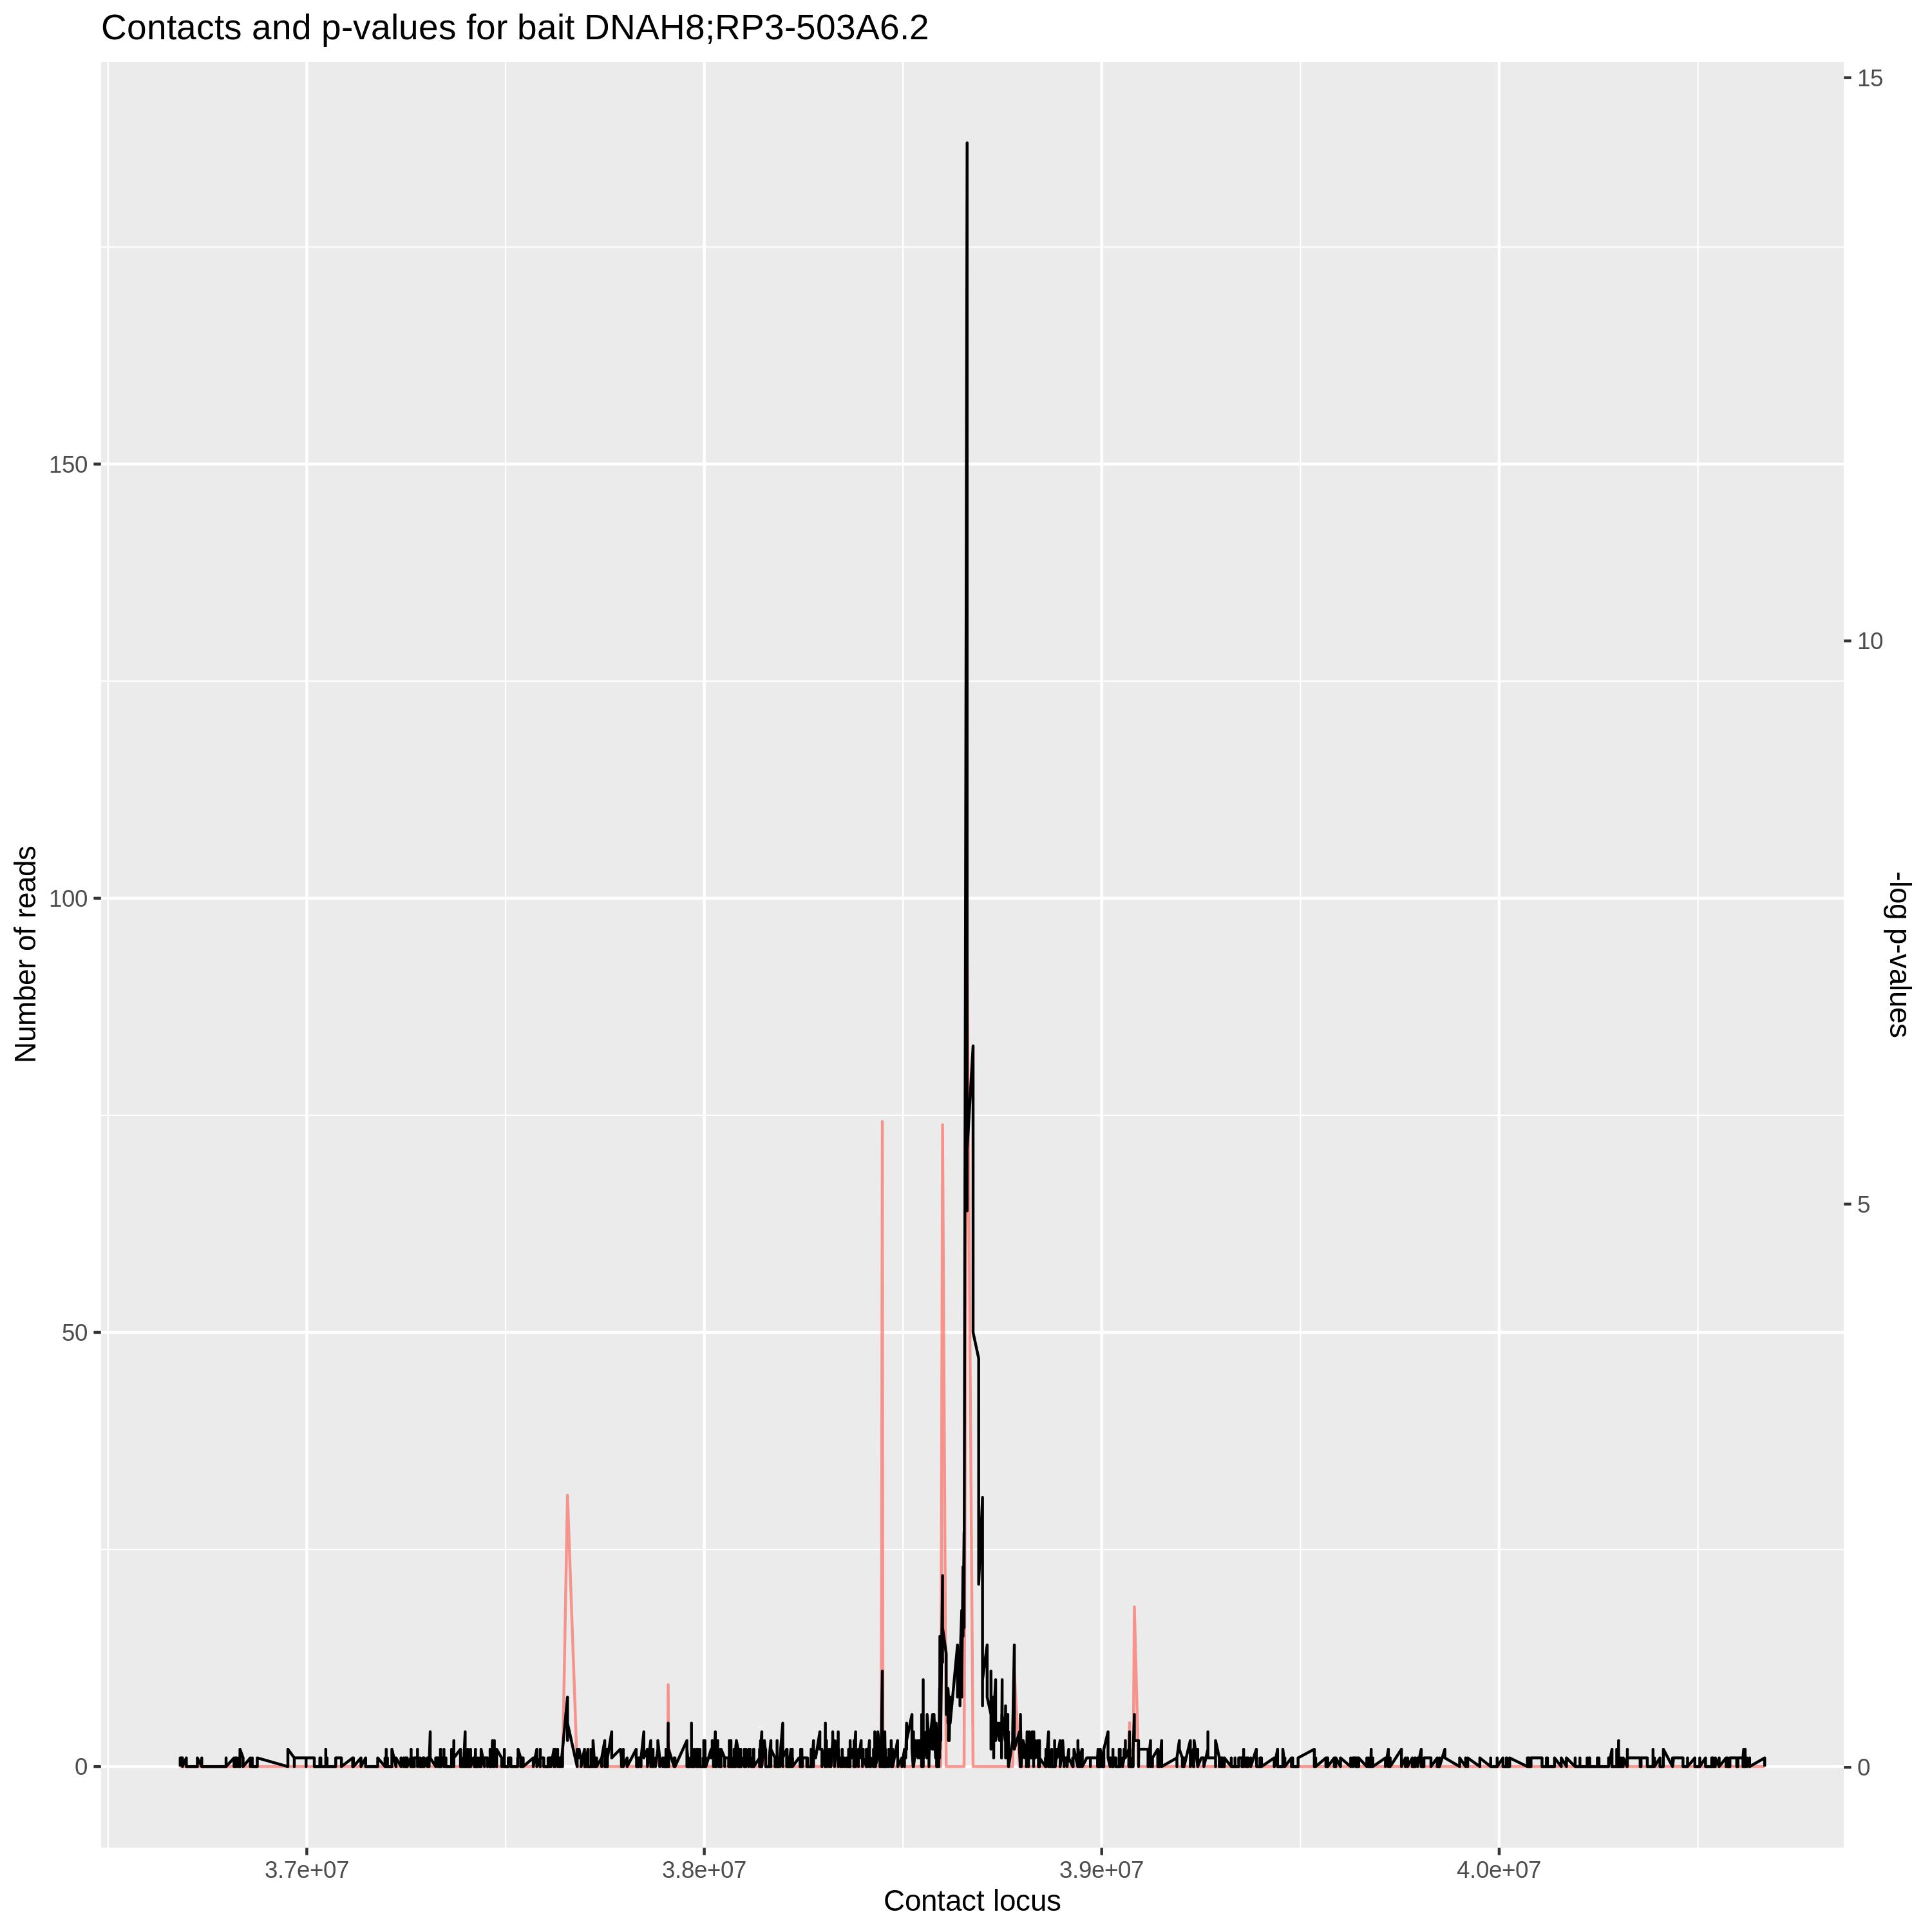 Contacts and p-values for bait DNAH8;RP3-503A6.2
15
150
10
100
Number of reads
-log p-values
5
50
0
0
3.7e+07
3.8e+07
3.9e+07
4.0e+07
Contact locus